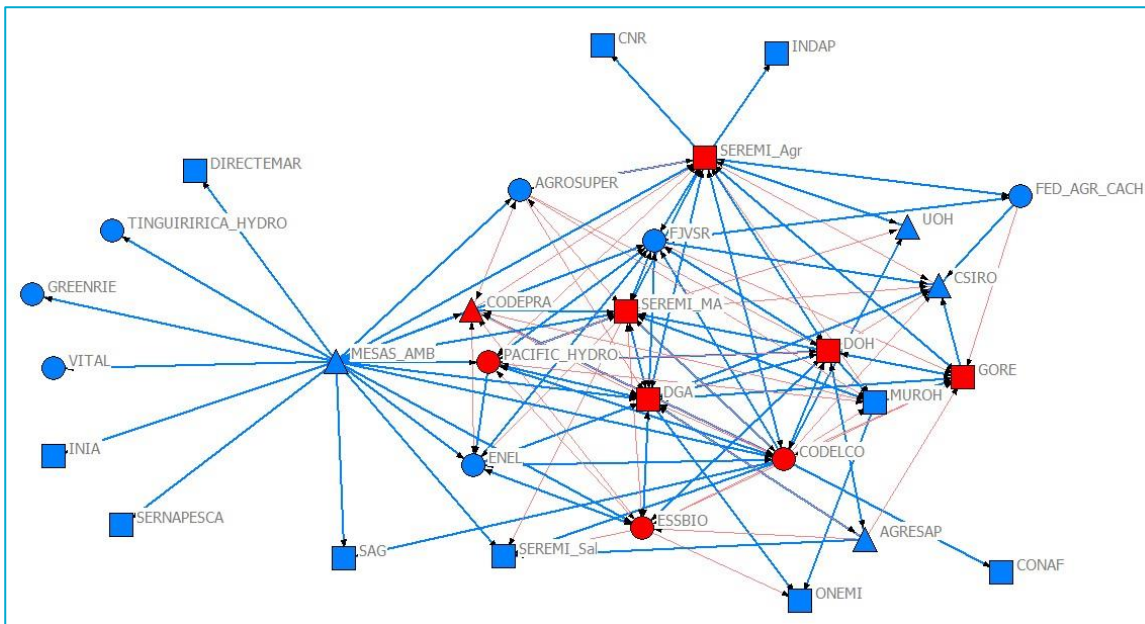 CNR
INDAP
SEREMI_Agr
DIRECTEMAR
AGROSUPER
FED_AGR_CACH
TINGUIRIRICA_HYDRO
UOH
FJVSR
GREENRIE
CSIRO
CODEPRA
SEREMI_MA
MESAS_AMB
PACIFIC_HYDRO
DOH
VITAL
GORE
DGA
MUROH
INIA
ENEL
CODELCO
SERNAPESCA
ESSBIO
SAG
SEREMI_Sal
AGRESAP
CONAF
ONEMI